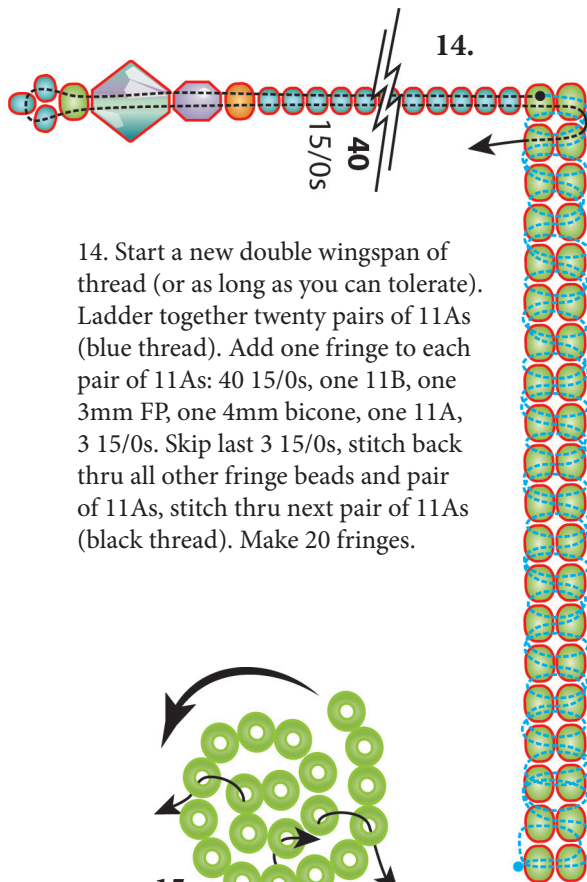 14.
40
15/0s
14. Start a new double wingspan of
thread (or as long as you can tolerate).
Ladder together twenty pairs of 11As
(blue thread). Add one fringe to each
pair of 11As: 40 15/0s, one 11B, one
3mm FP, one 4mm bicone, one 11A,
3 15/0s. Skip last 3 15/0s, stitch back
thru all other fringe beads and pair
of 11As, stitch thru next pair of 11As
(black thread). Make 20 fringes.
15